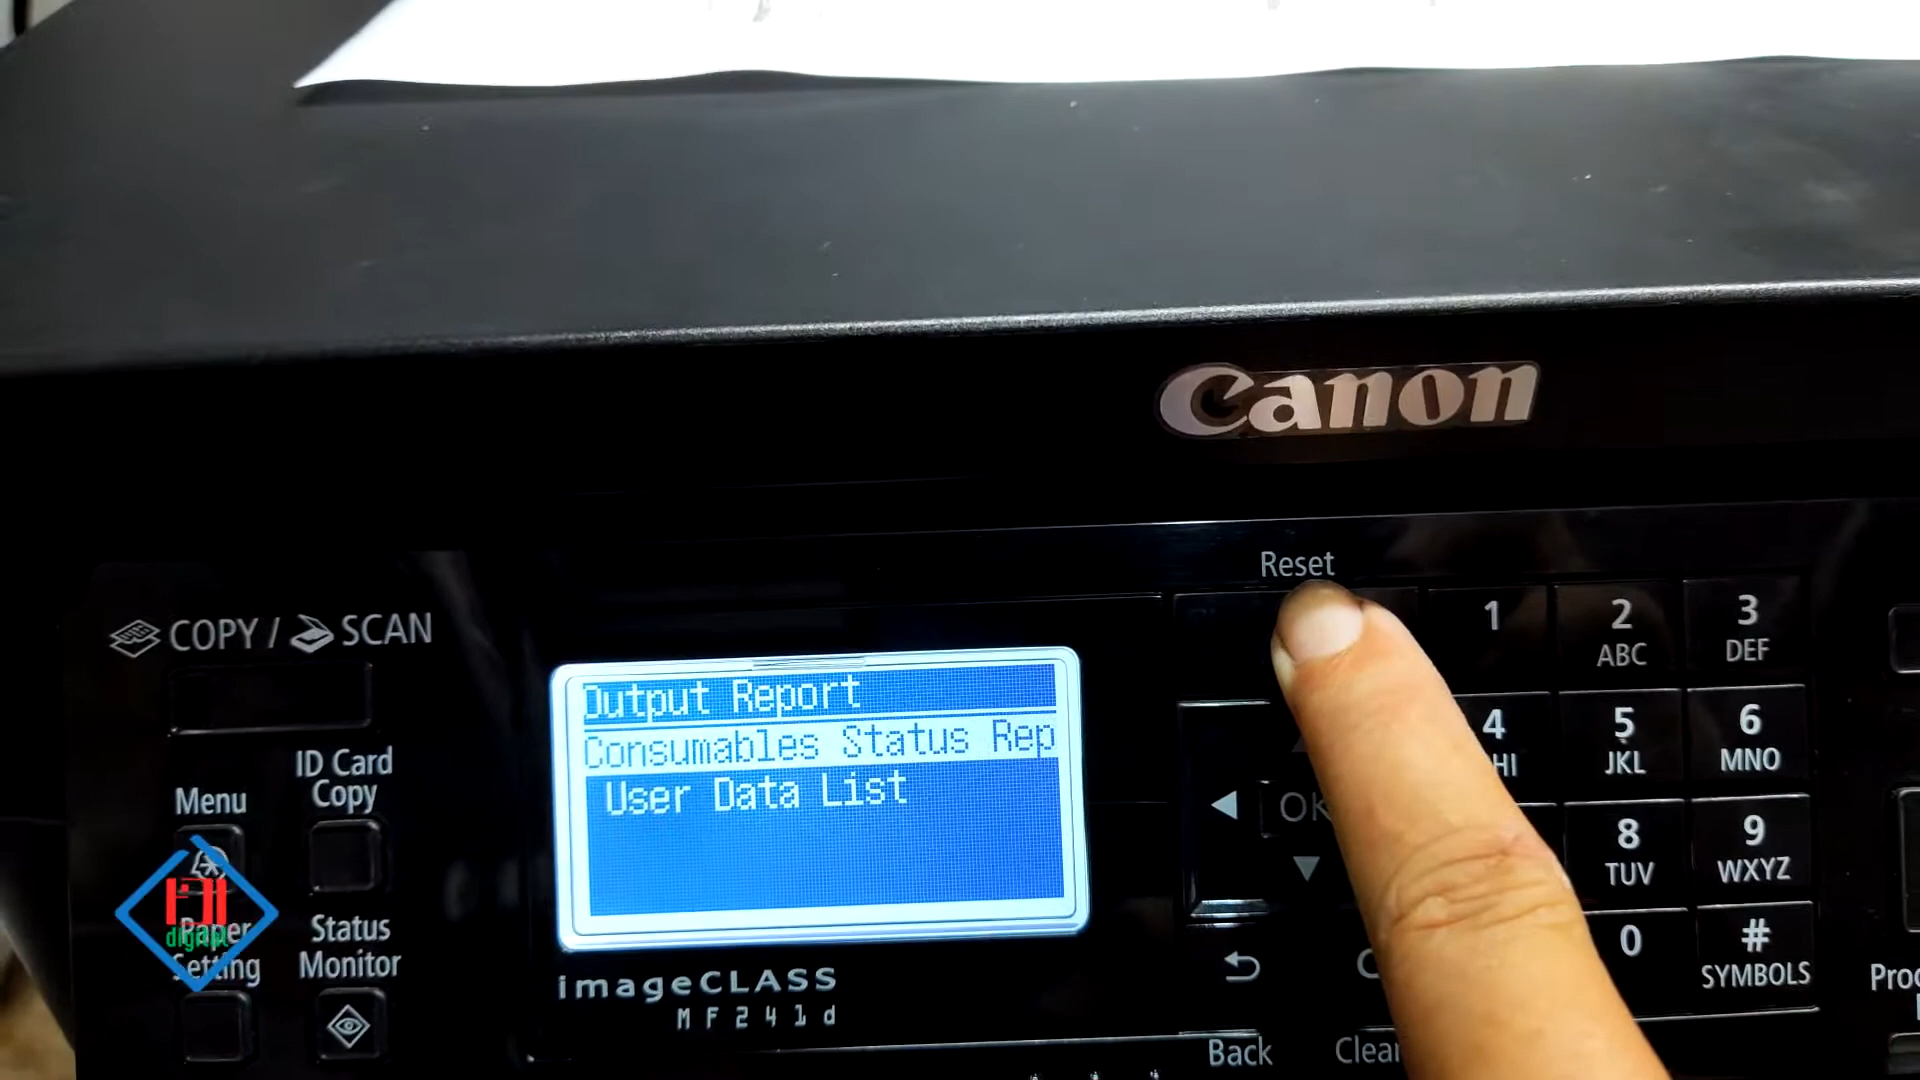 Canon
Reset
COPY / SCAN
Output Report
Consumables Status Rep
User Data List
Menu
ID Card
Copy
Paper
Setting
Status
Monitor
digital
imageCLASS
MF241d
OK
1
2
ABC
3
DEF
4
HI
5
JKL
6
MNO
8
TUV
9
WXYZ
0
#
SYMBOLS
Back
Clear